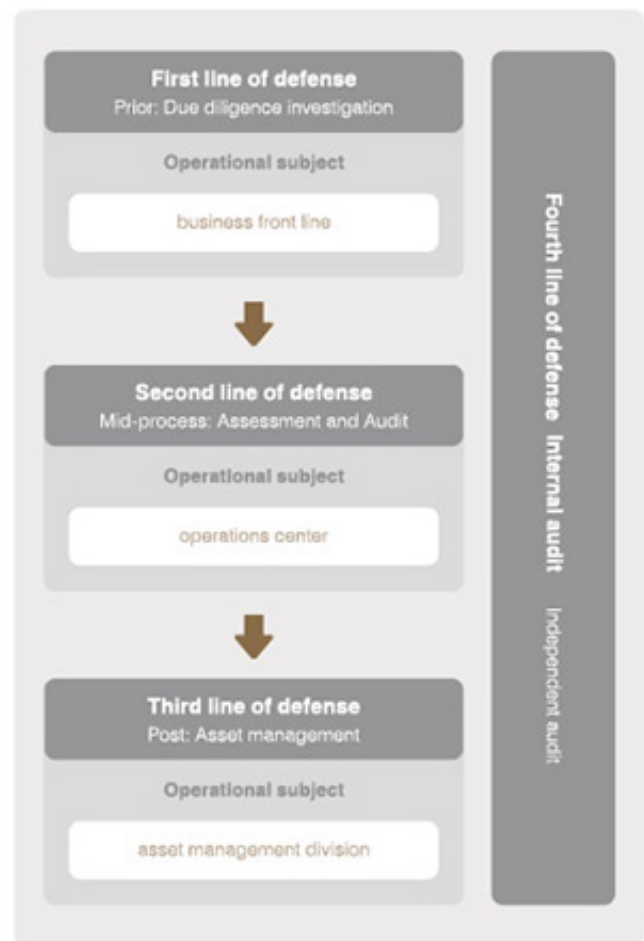 First line of defense
Prior: Due diligence investigation
Operational subject
business front line
Second line of defense
Mid-process: Assessment and Audit
Operational subject
operations center
Third line of defense
Post: Asset management
Operational subject
asset management division
Fourth line of defense Internal audit Independent audit